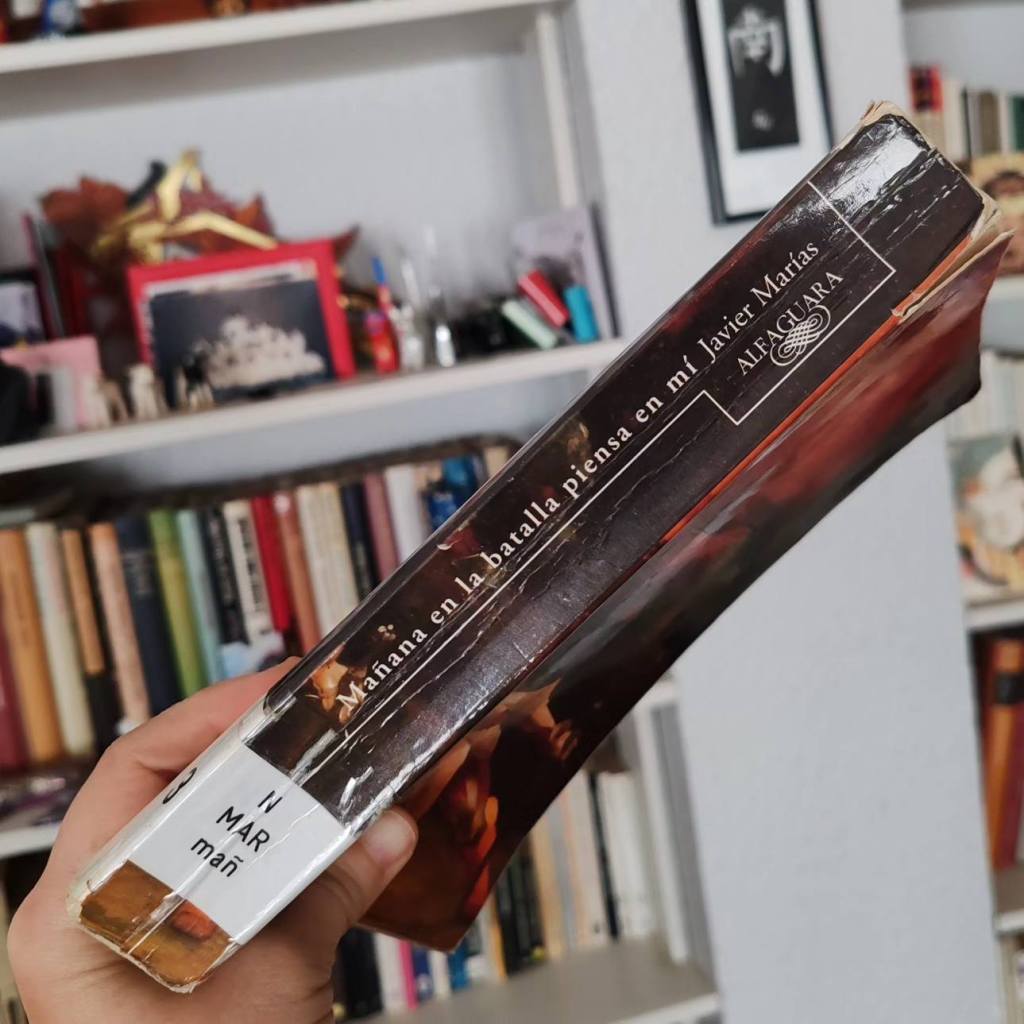 Mañana en la batalla piensa en mí Javier Marías
ALFAGUARA
3
N
MAR
mañ